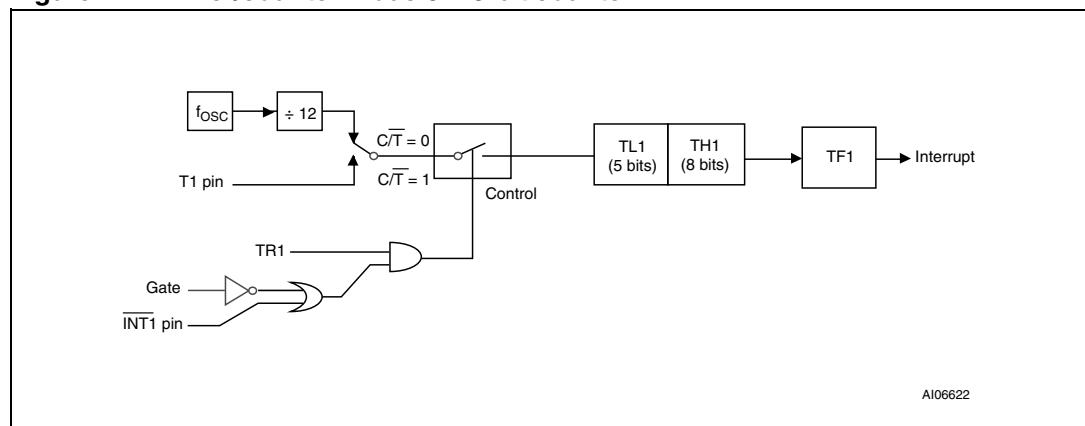 fOSC
÷ 12
C/T̅ = 0
T1 pin
C/T̅ = 1
Control
TL1
(5 bits)
TH1
(8 bits)
TF1
Interrupt
TR1
Gate
I̅N̅T̅1̅ pin
AI06622